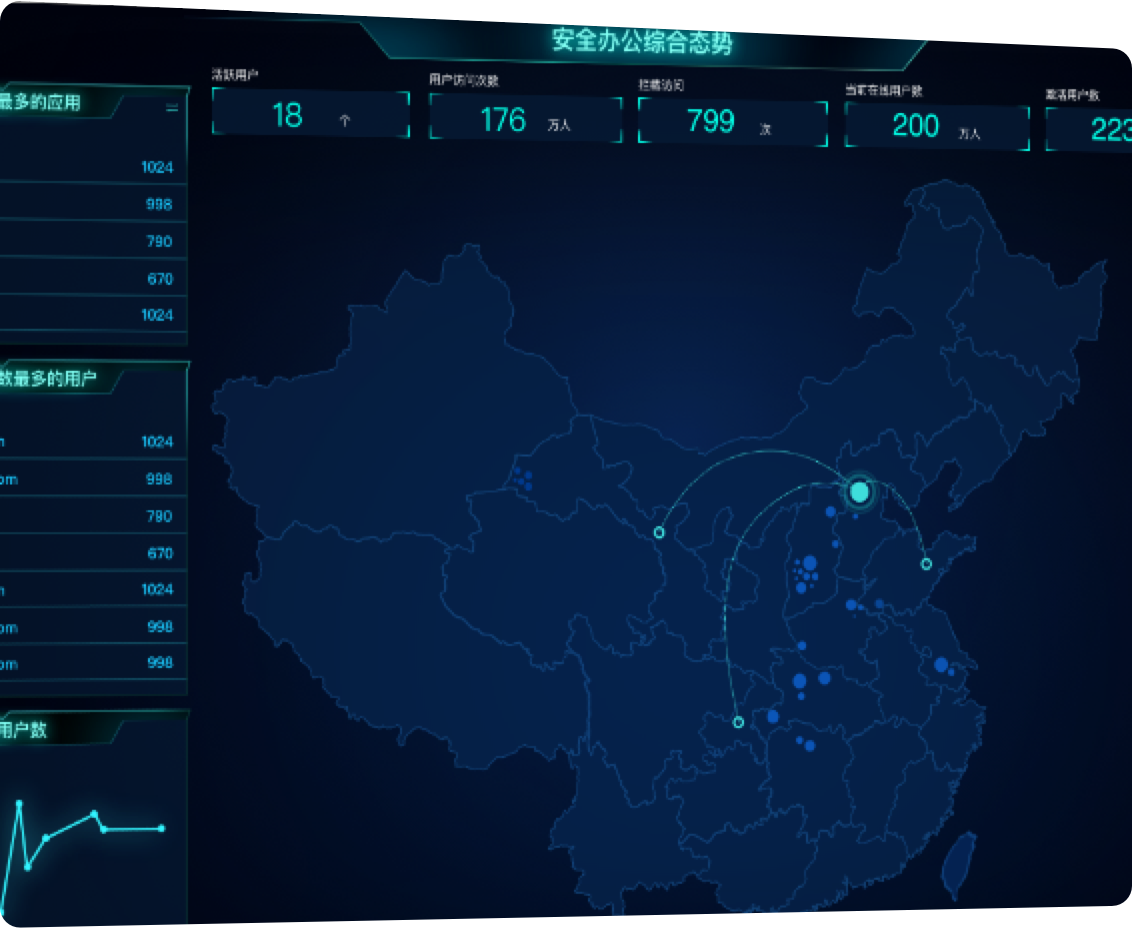 安全办公综合态势
活跃用户
18 个
用户访问次数
176 万人
拦截访问
799 次
当前在线用户数
200 万人
激活用户数
223
最多的应用
1024
998
790
670
1024
数最多的用户
1024
om 998
790
670
1024
om 998
om 998
用户数